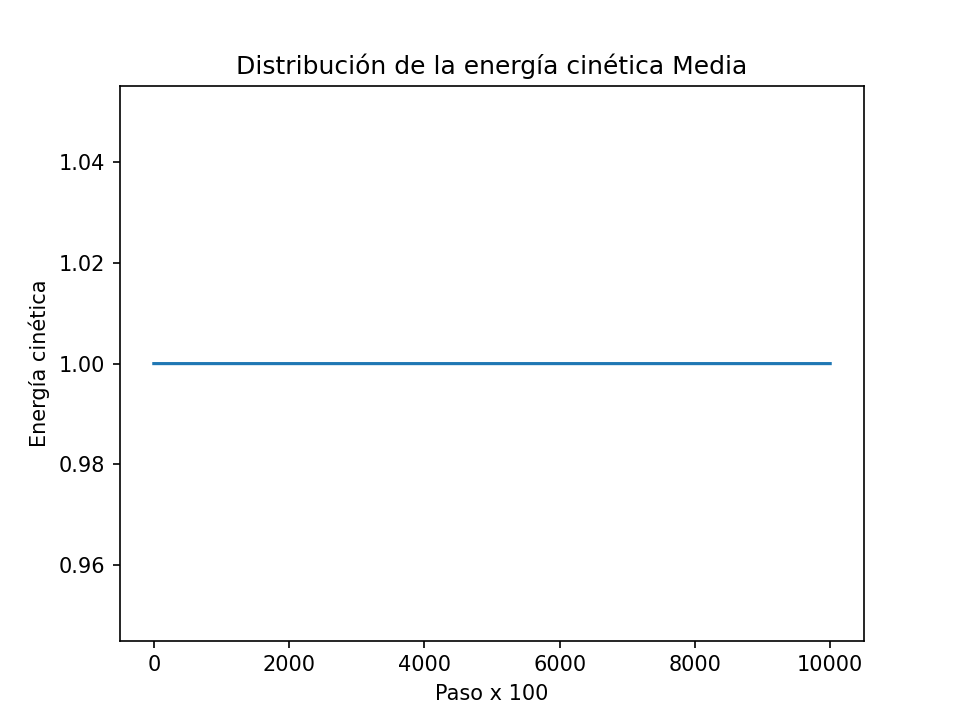 Distribución de la energía cinética Media
Energía cinética
1.04
1.02
1.00
0.98
0.96
0 2000 4000 6000 8000 10000
Paso x 100